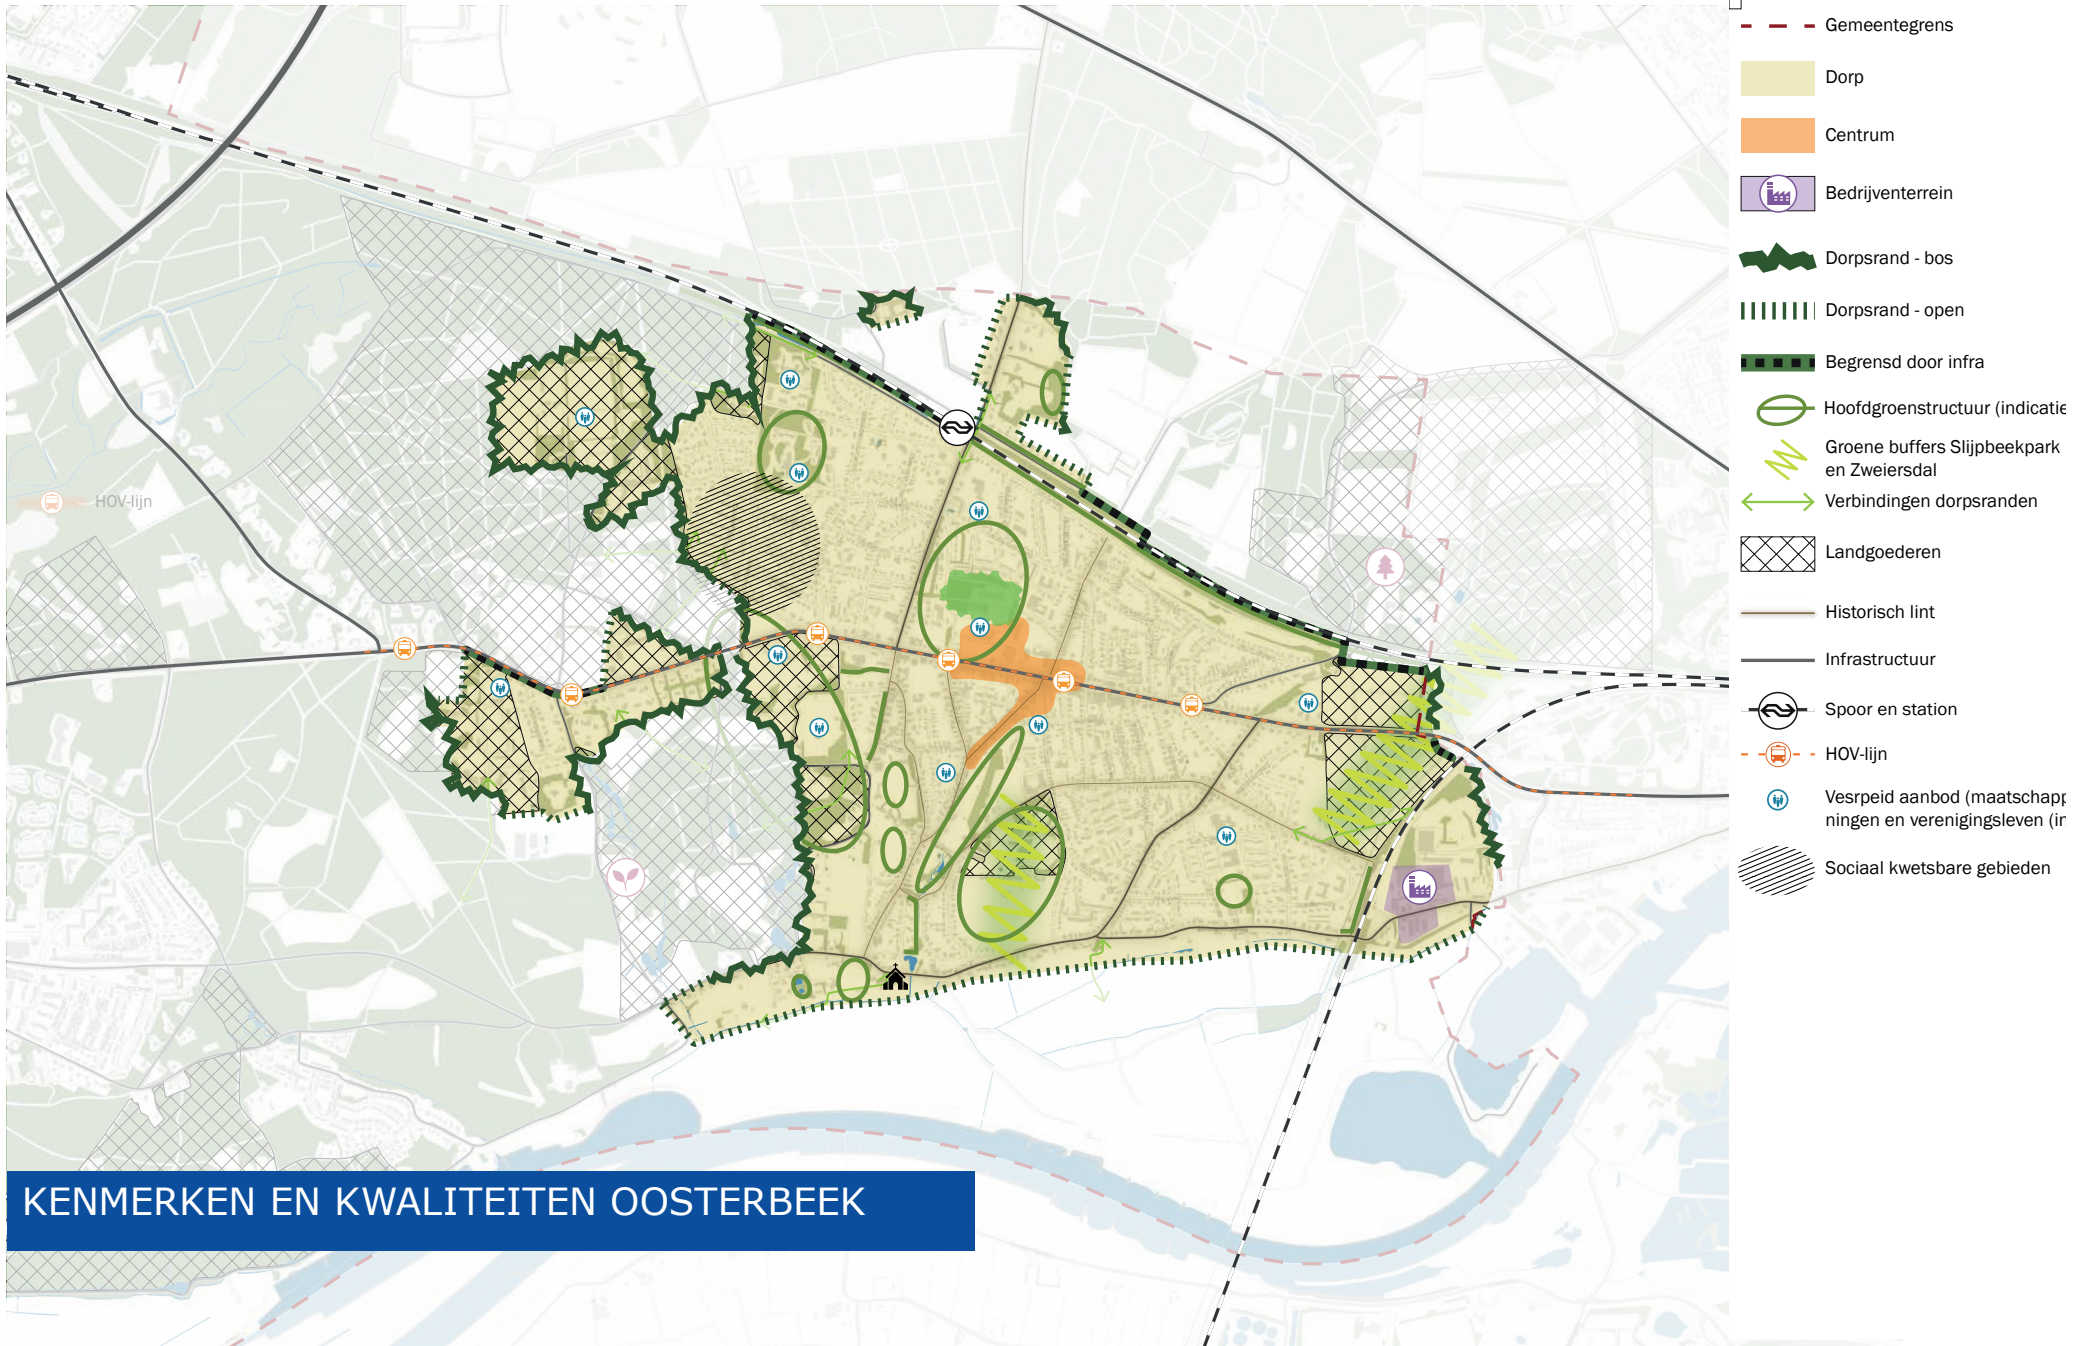 Gemeentegrens
Dorp
Centrum
Bedrijventerrein
Dorpsrand - bos
Dorpsrand - open
Begrensd door infra
Hoofdgroenstructuur (indicatie
Groene buffers Slijpbeekpark
en Zweiersdal
Verbindingen dorpsranden
Landgoederen
Historisch lint
Infrastructuur
Spoor en station
HOV-lijn
Vesrpeid aanbod (maatschapp
ningen en verenigingsleven (in
Sociaal kwetsbare gebieden
HOV-lijn
KENMERKEN EN KWALITEITEN OOSTERBEEK